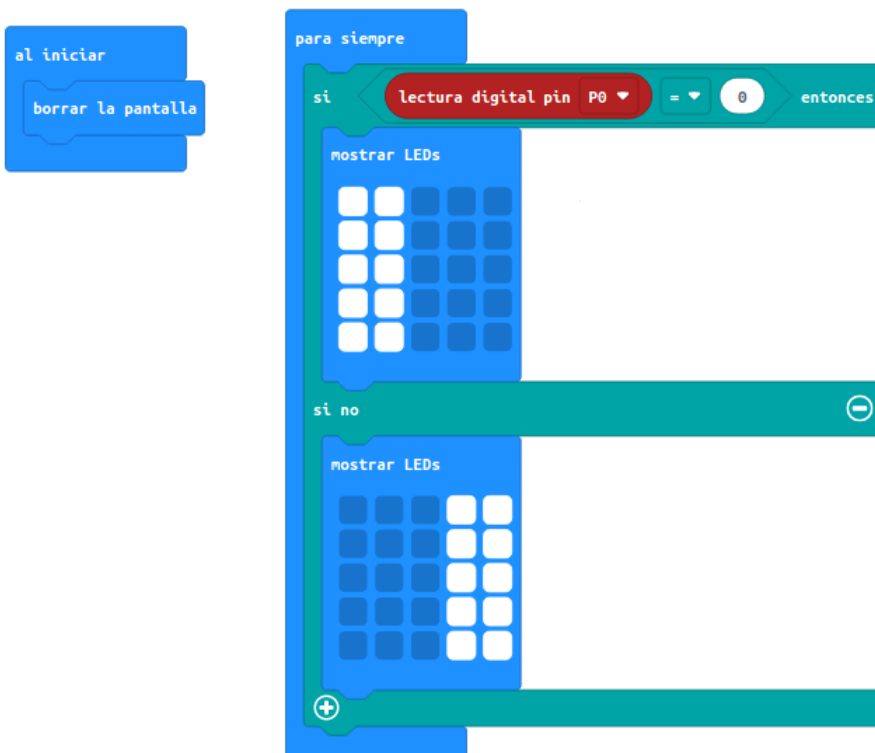 al iniciar
borrar la pantalla
para siempre
si lectura digital pin P0 = 0 entonces
mostrar LEDs
si no
mostrar LEDs